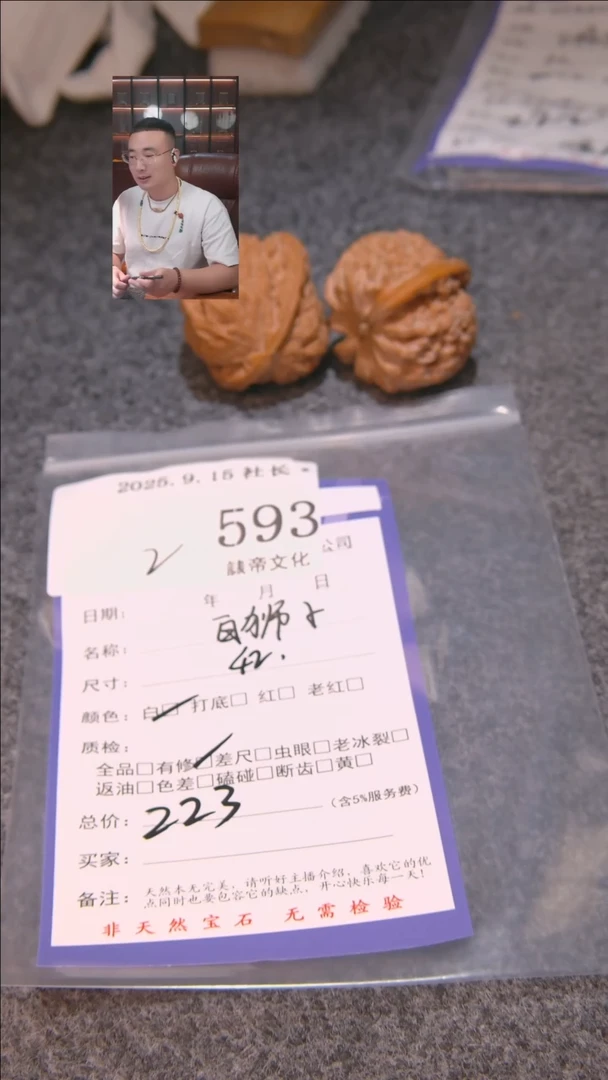 2025.9.15 社长
593
2
帝文化
公司
日期: 年 月 日
名称: 白狮子
尺寸: 42.
颜色: 白□ 打底□ 红□ 老红□
质检:
全品□有修□差尺□虫眼□老冰裂□
返油□色差□磕碰□断齿□黄□
总价: 223 (含5%服务费)
买家:
备注: 天然本无完美, 请听好主播介绍, 喜欢它的优
点同时也要包容它的缺点, 开心快乐每一天!
非天然宝石 无需检验